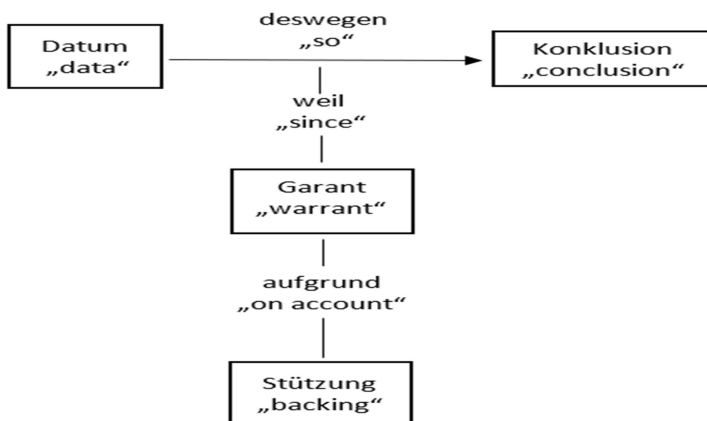 deswegen
„so“
Datum
„data“
Konklusion
„conclusion“
weil
„since“
Garant
„warrant“
aufgrund
„on account“
Stützung
„backing“